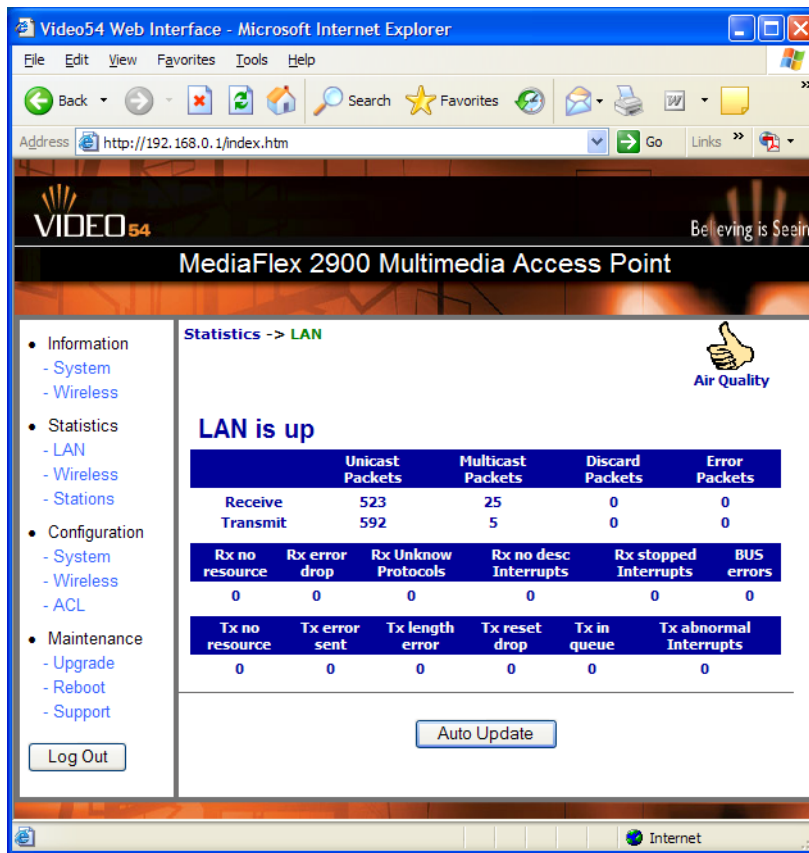 Video54 Web Interface - Microsoft Internet Explorer
File Edit View Favorites Tools Help
Back Search Favorites
Address http://192.168.0.1/index.htm Go Links
VIDEO54
Believing is Seein
MediaFlex 2900 Multimedia Access Point
• Information
- System
- Wireless
• Statistics
- LAN
- Wireless
- Stations
• Configuration
- System
- Wireless
- ACL
• Maintenance
- Upgrade
- Reboot
- Support
Log Out
Statistics -> LAN
Air Quality
LAN is up
Unicast Packets Multicast Packets Discard Packets Error Packets
Receive 523 25 0 0
Transmit 592 5 0 0
Rx no resource Rx error drop Rx Unknow Protocols Rx no desc Interrupts Rx stopped Interrupts BUS errors
0 0 0 0 0 0
Tx no resource Tx error sent Tx length error Tx reset drop Tx in queue Tx abnormal Interrupts
0 0 0 0 0 0
Auto Update
Internet